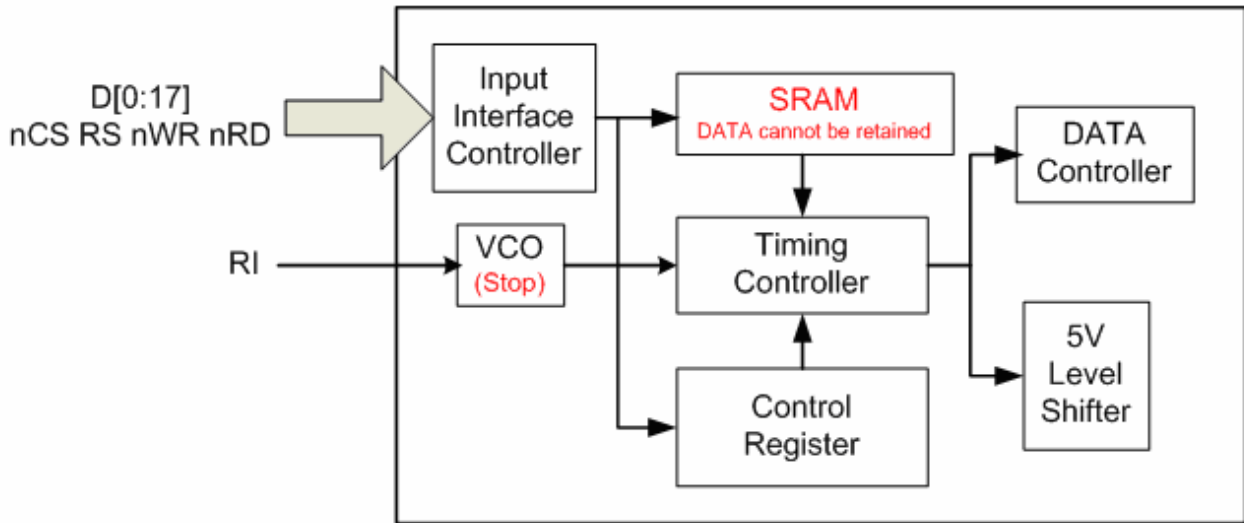 D[0:17]
nCS RS nWR nRD
Input
Interface
Controller
SRAM
DATA cannot be retained
DATA
Controller
RI
VCO
(Stop)
Timing
Controller
5V
Level
Shifter
Control
Register